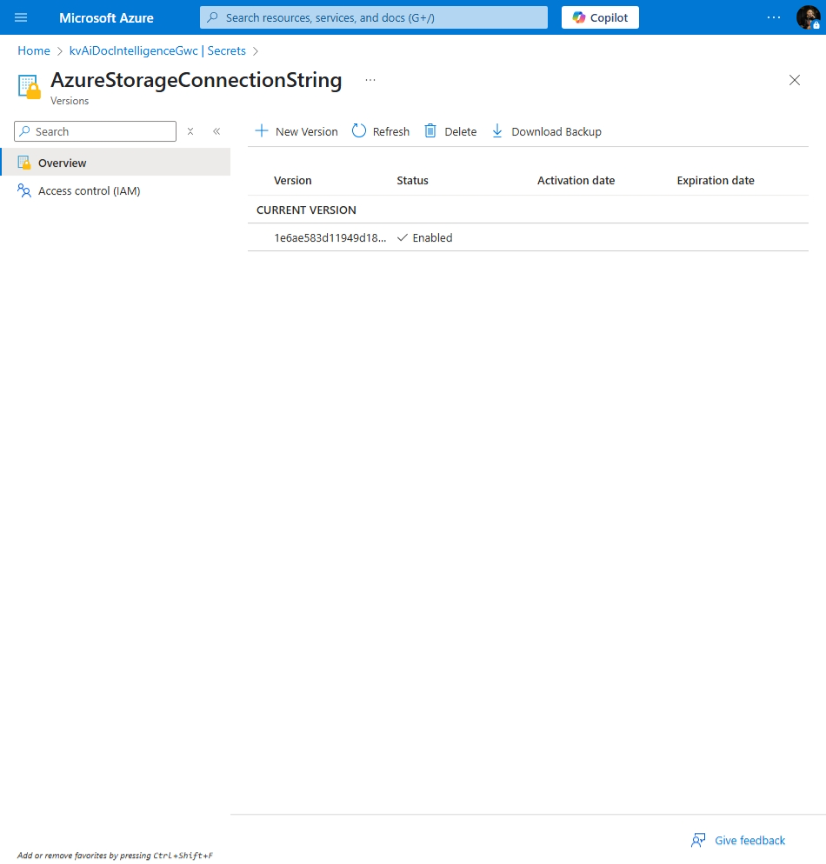 Microsoft Azure
Search resources, services, and docs (G+/)
Copilot
...
Home > kvAiDocIntelligenceGwc | Secrets >
AzureStorageConnectionString ...
Versions
Search
New Version Refresh Delete Download Backup
Overview
Access control (IAM)
Version Status Activation date Expiration date
CURRENT VERSION
1e6ae583d11949d18... Enabled
Give feedback
Add or remove favorites by pressing Ctrl+Shift+F